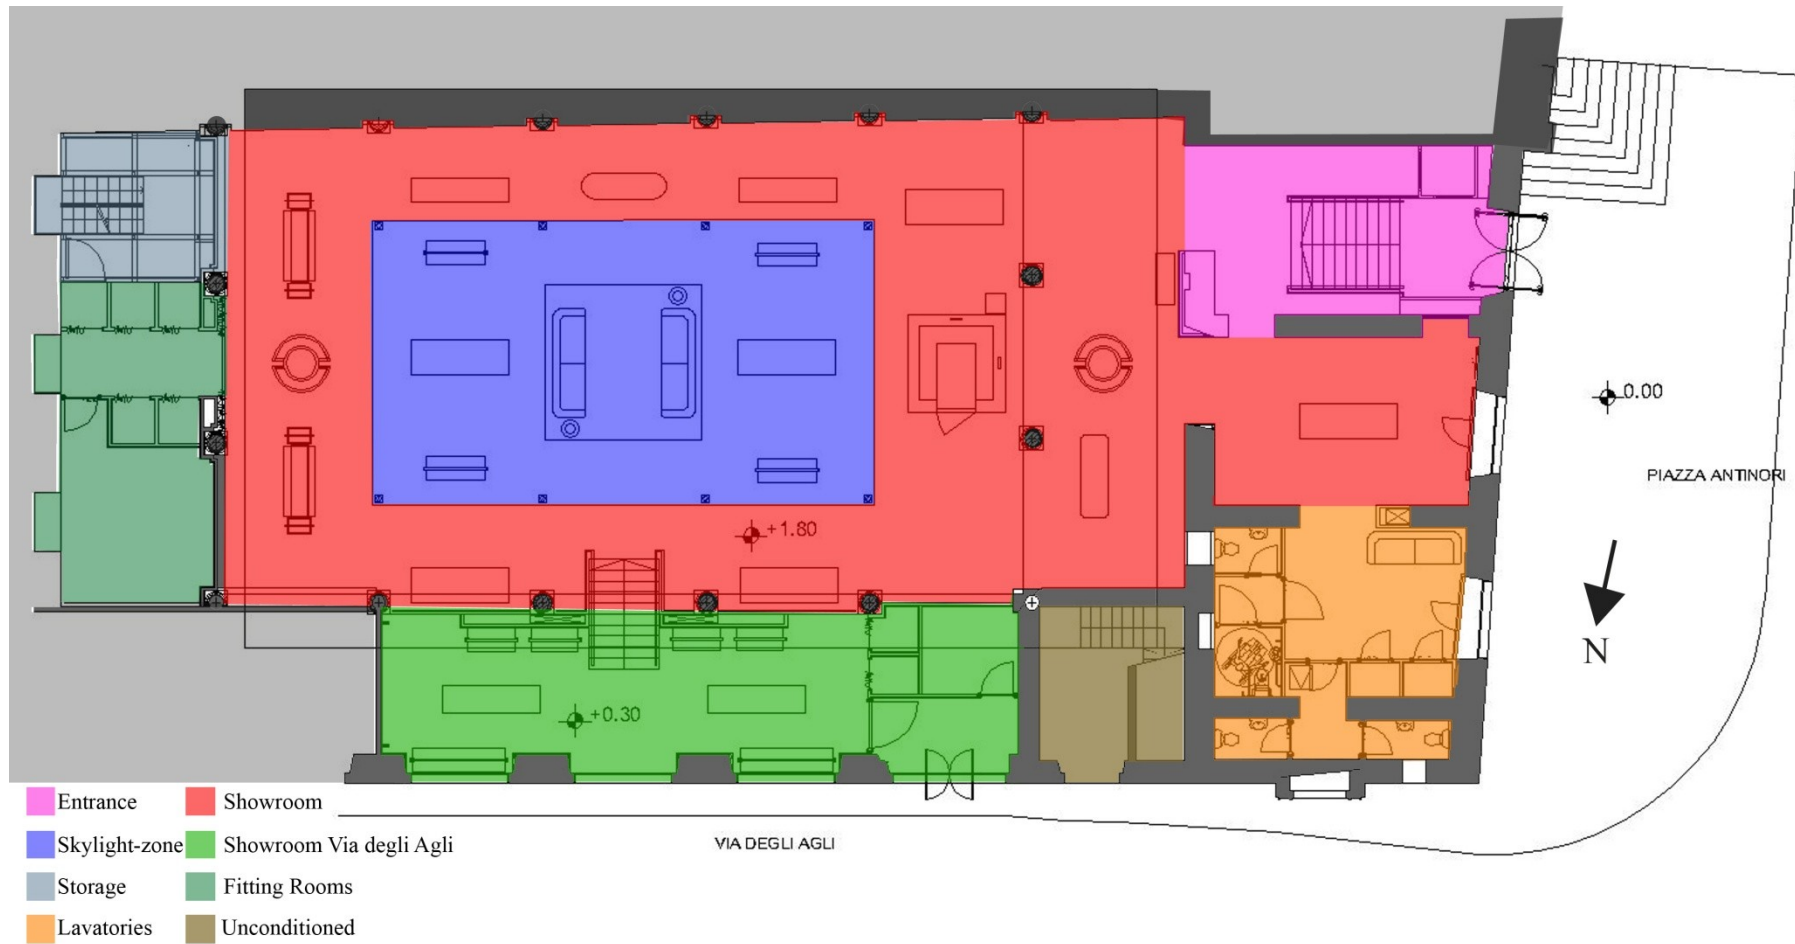 0.00
PIAZZA ANTINORI
+1.80
N
+0.30
Entrance
Showroom
VIA DEGLI AGLI
Skylight-zone
Showroom Via degli Agli
Storage
Fitting Rooms
Lavatories
Unconditioned